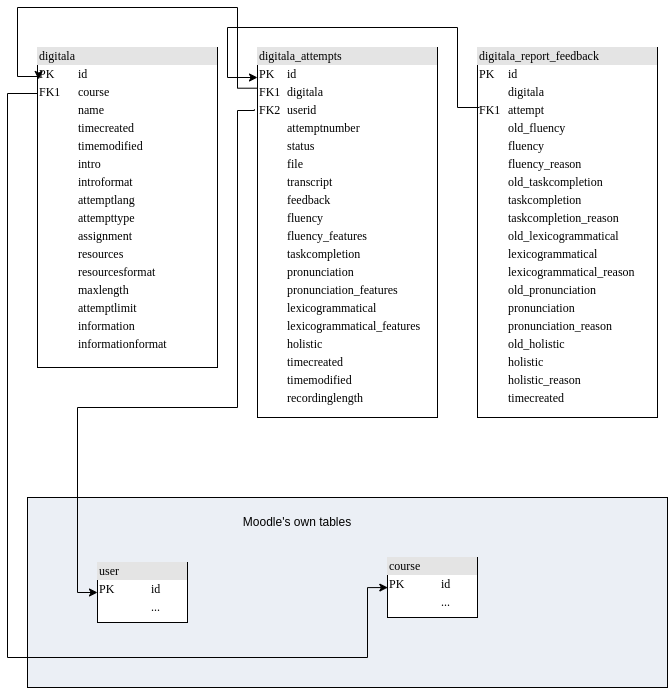 digitala
PK id
FK1 course
name
timecreated
timemodified
intro
introformat
attemptlang
attempttype
assignment
resources
resourcesformat
maxlength
attemptlimit
information
informationformat
digitala_attempts
PK id
FK1 digitala
FK2 userid
attemptnumber
status
file
transcript
feedback
fluency
fluency_features
taskcompletion
pronunciation
pronunciation_features
lexicogrammatical
lexicogrammatical_features
holistic
timecreated
timemodified
recordinglength
digitala_report_feedback
PK id
digitala
FK1 attempt
old_fluency
fluency
fluency_reason
old_taskcompletion
taskcompletion
taskcompletion_reason
old_lexicogrammatical
lexicogrammatical
lexicogrammatical_reason
old_pronunciation
pronunciation
pronunciation_reason
old_holistic
holistic
holistic_reason
timecreated
Moodle's own tables
user
PK id
...
course
PK id
...